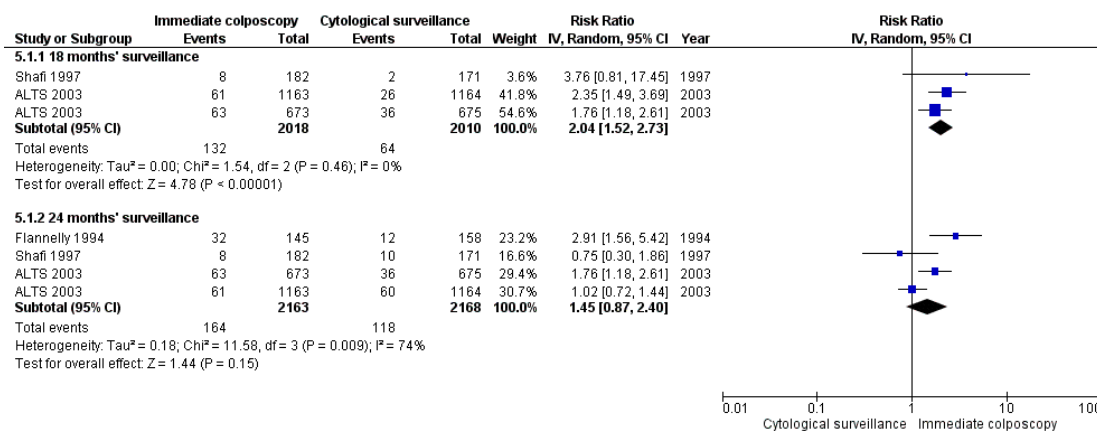 Immediate colposcopy Cytological surveillance Risk Ratio Risk Ratio
Study or Subgroup Events Total Events Total Weight IV, Random, 95% CI Year IV, Random, 95% CI
5.1.1 18 months' surveillance
Shafi 1997 8 182 2 171 3.6% 3.76 [0.81, 17.45] 1997
ALTS 2003 61 1163 26 1164 41.8% 2.35 [1.49, 3.69] 2003
ALTS 2003 63 673 36 675 54.6% 1.76 [1.18, 2.61] 2003
Subtotal (95% CI) 2018 2010 100.0% 2.04 [1.52, 2.73]
Total events 132 64
Heterogeneity: Tau² = 0.00; Chi² = 1.54, df = 2 (P = 0.46); I² = 0%
Test for overall effect: Z = 4.78 (P < 0.00001)
5.1.2 24 months' surveillance
Flannelly 1994 32 145 12 158 23.2% 2.91 [1.56, 5.42] 1994
Shafi 1997 8 182 10 171 16.6% 0.75 [0.30, 1.86] 1997
ALTS 2003 63 673 36 675 29.4% 1.76 [1.18, 2.61] 2003
ALTS 2003 61 1163 60 1164 30.7% 1.02 [0.72, 1.44] 2003
Subtotal (95% CI) 2163 2168 100.0% 1.45 [0.87, 2.40]
Total events 164 118
Heterogeneity: Tau² = 0.18; Chi² = 11.58, df = 3 (P = 0.009); I² = 74%
Test for overall effect: Z = 1.44 (P = 0.15)
0.01 0.1 1 10 100
Cytological surveillance Immediate colposcopy